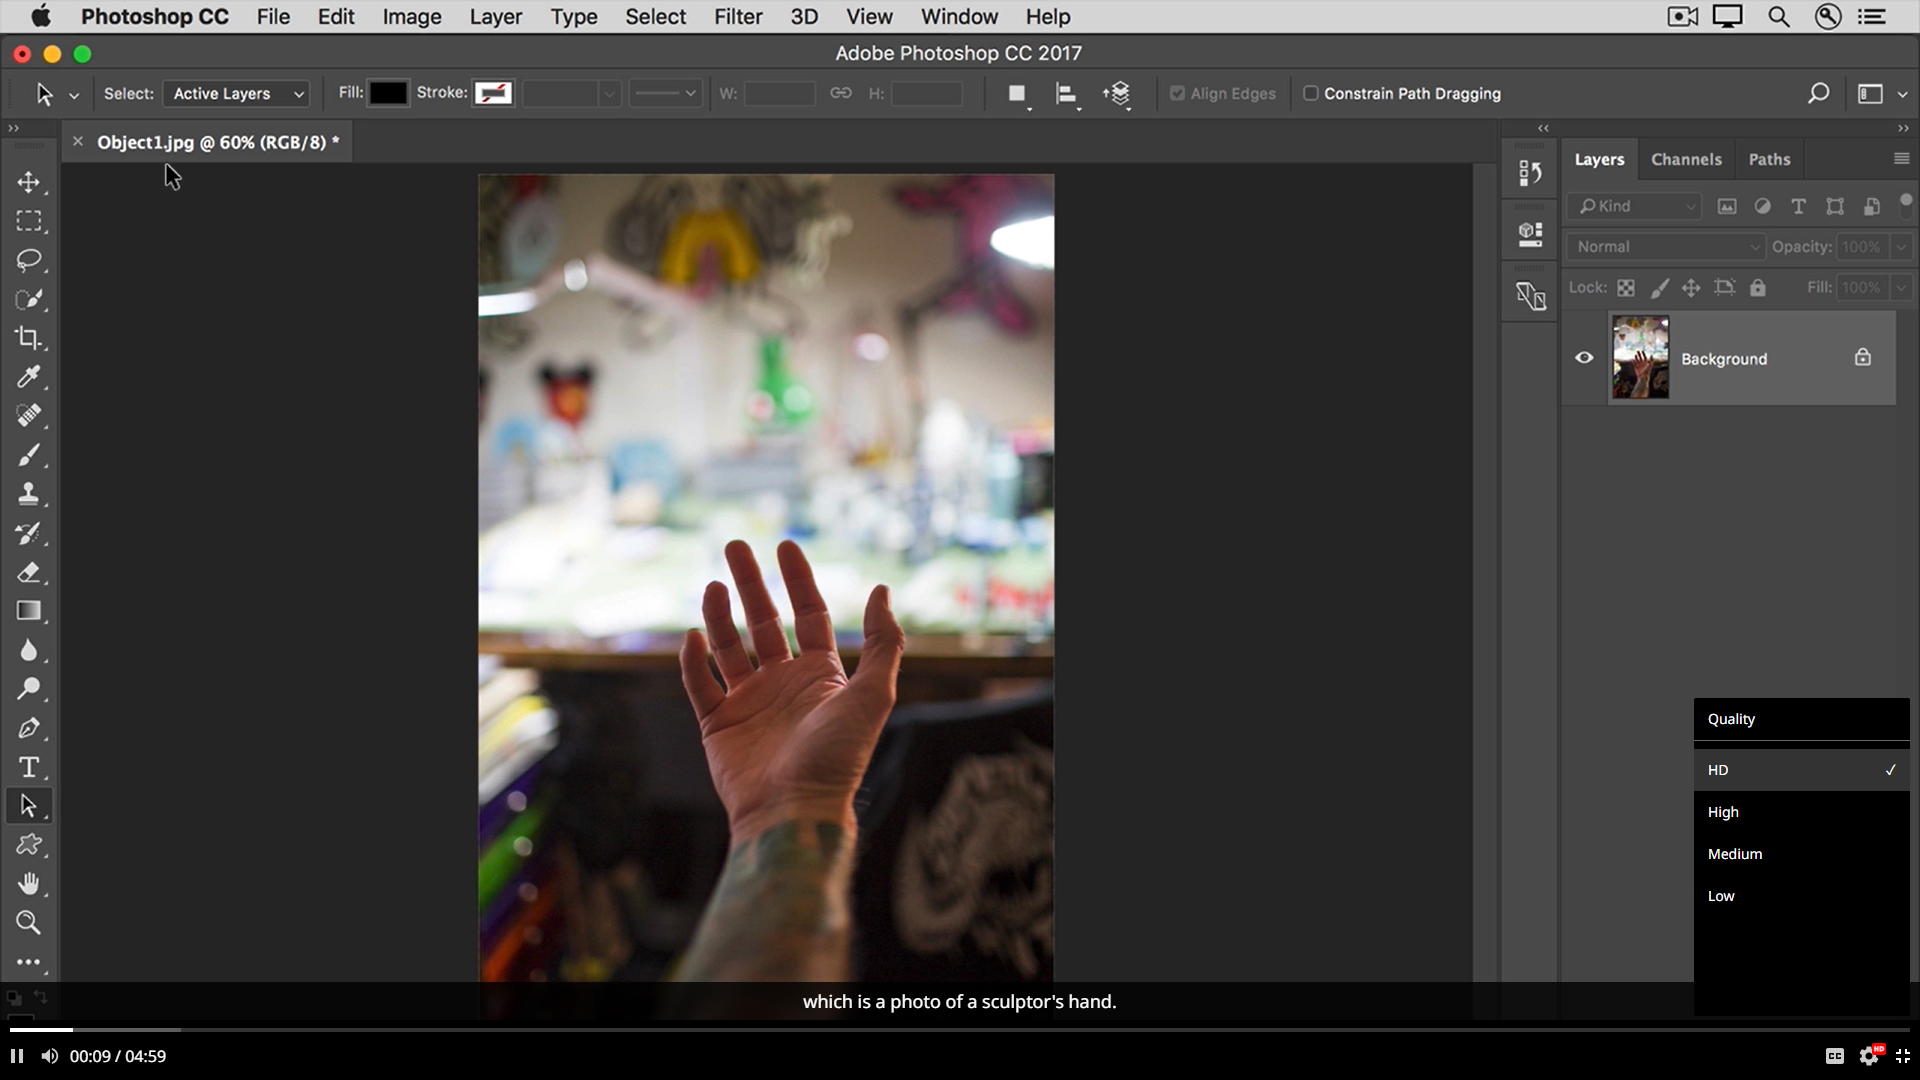 Photoshop CC File Edit Image Layer Type Select Filter 3D View Window Help
Adobe Photoshop CC 2017
Select: Active Layers Fill: Stroke: W: H: Align Edges Constrain Path Dragging
Object1.jpg @ 60% (RGB/8) *
Layers Channels Paths
Kind
Normal Opacity: 100%
Lock: Fill: 100%
Background
Quality
HD
High
Medium
Low
which is a photo of a sculptor's hand.
00:09 / 04:59
CC HD